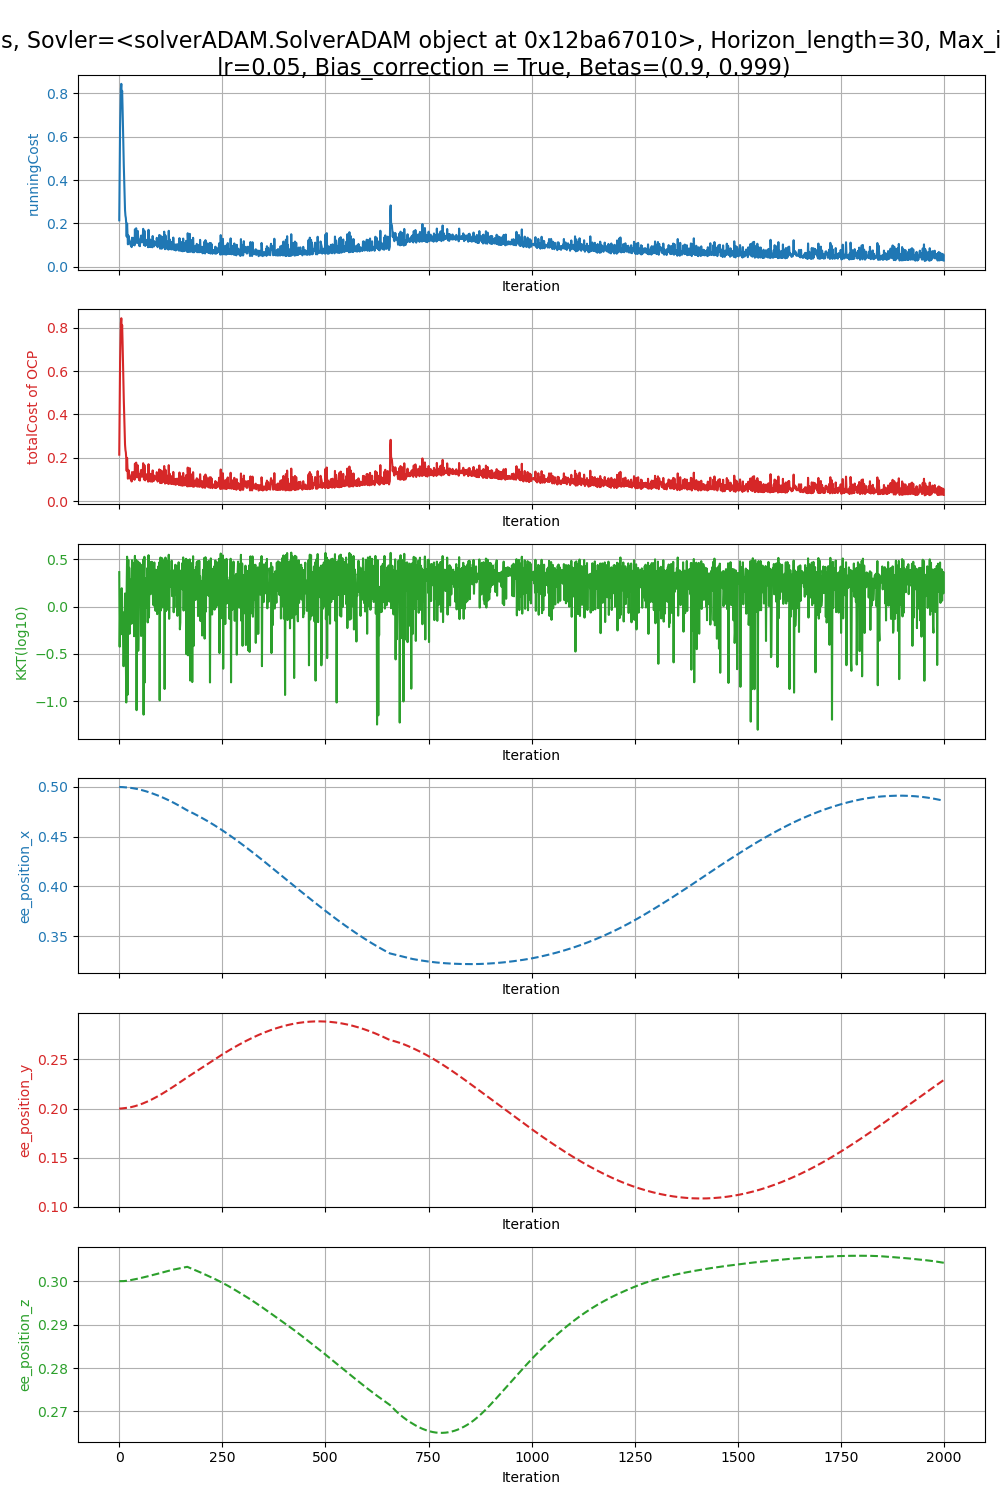 s, Sovler=<solverADAM.SolverADAM object at 0x12ba67010>, Horizon_length=30, Max_i
lr=0.05, Bias_correction = True, Betas=(0.9, 0.999)
runningCost
0.8
0.6
0.4
0.2
0.0
Iteration
totalCost of OCP
0.8
0.6
0.4
0.2
0.0
Iteration
KKT(log10)
0.5
0.0
−0.5
−1.0
Iteration
ee_position_x
0.50
0.45
0.40
0.35
Iteration
ee_position_y
0.25
0.20
0.15
0.10
Iteration
ee_position_z
0.30
0.29
0.28
0.27
0 250 500 750 1000 1250 1500 1750 2000
Iteration